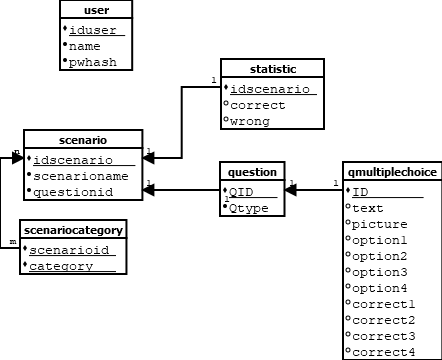 user
iduser
name
pwhash
statistic
idscenario
correct
wrong
1
scenario
idscenario
scenarioname
questionid
n
1
1
question
QID
Qtype
1
1
1
qmultiplechoice
ID
text
picture
option1
option2
option3
option4
correct1
correct2
correct3
correct4
scenariocategory
scenarioid
category
m